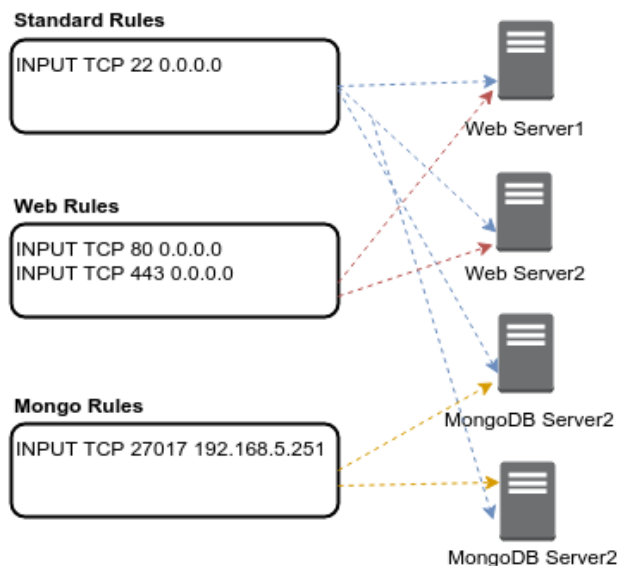 Standard Rules
INPUT TCP 22 0.0.0.0
Web Server1
Web Rules
INPUT TCP 80 0.0.0.0
INPUT TCP 443 0.0.0.0
Web Server2
Mongo Rules
INPUT TCP 27017 192.168.5.251
MongoDB Server2
MongoDB Server2